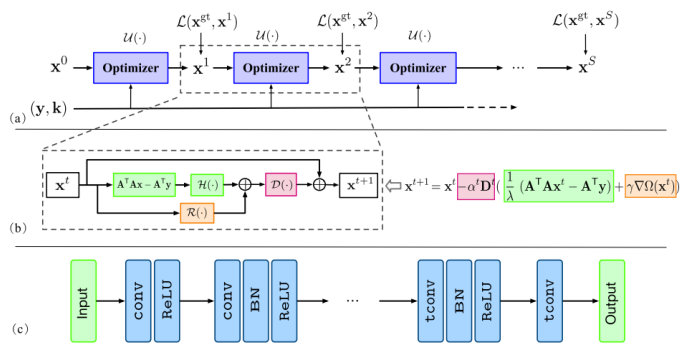 ℒ(x^gt, x^1) ℒ(x^gt, x^2) ℒ(x^gt, x^S)
𝒰(·) 𝒰(·) 𝒰(·)
x^0 Optimizer x^1 Optimizer x^2 Optimizer ··· x^S
(y, k)
(a)
x^t A^T Ax − A^T y ℋ(·) ⊕ 𝒟(·) ⊕ x^{t+1} x^{t+1} = x^t −α^t D^t ( 1/λ (A^T Ax^t − A^T y) + γ∇Ω(x^t))
ℛ(·)
(b)
Input conv ReLU conv BN ReLU ··· tconv BN ReLU tconv Output
(c)